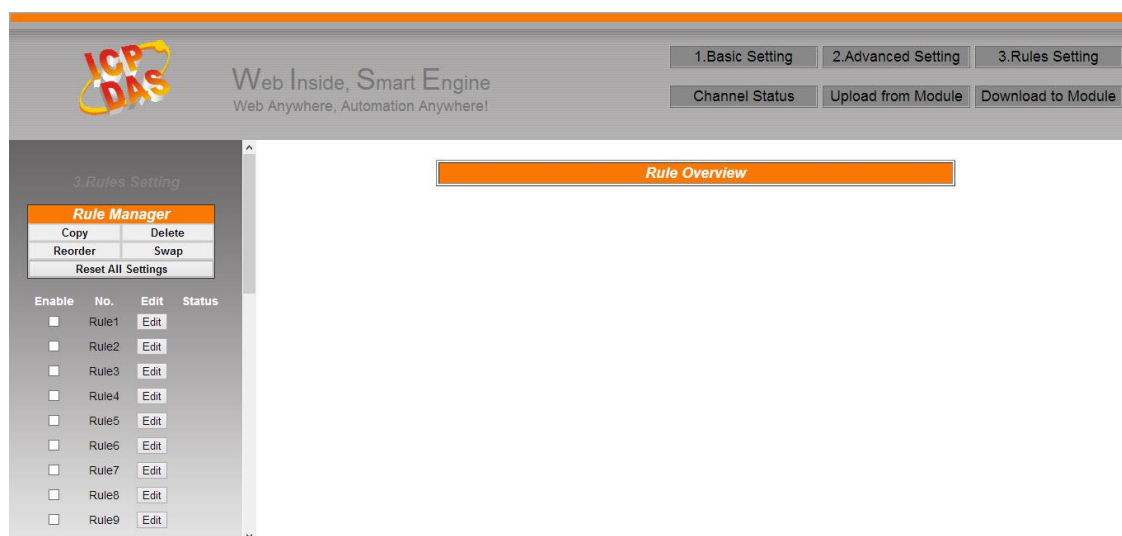 ICP
DAS
Web Inside, Smart Engine
Web Anywhere, Automation Anywhere!
1.Basic Setting 2.Advanced Setting 3.Rules Setting
Channel Status Upload from Module Download to Module
3.Rules Setting
Rule Manager
Copy Delete
Reorder Swap
Reset All Settings
Enable No. Edit Status
Rule1 Edit
Rule2 Edit
Rule3 Edit
Rule4 Edit
Rule5 Edit
Rule6 Edit
Rule7 Edit
Rule8 Edit
Rule9 Edit
Rule Overview